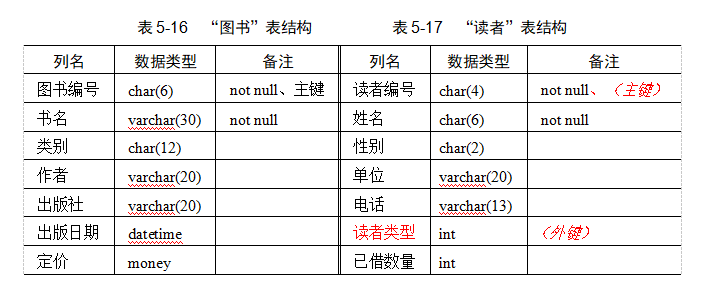 表 5-16 “图书”表结构 表 5-17 “读者”表结构
列名 数据类型 备注 列名 数据类型 备注
图书编号 char(6) not null、主键 读者编号 char(4) not null、（主键）
书名 varchar(30) not null 姓名 char(6) not null
类别 char(12) 性别 char(2)
作者 varchar(20) 单位 varchar(20)
出版社 varchar(20) 电话 varchar(13)
出版日期 datetime 读者类型 int （外键）
定价 money 已借数量 int